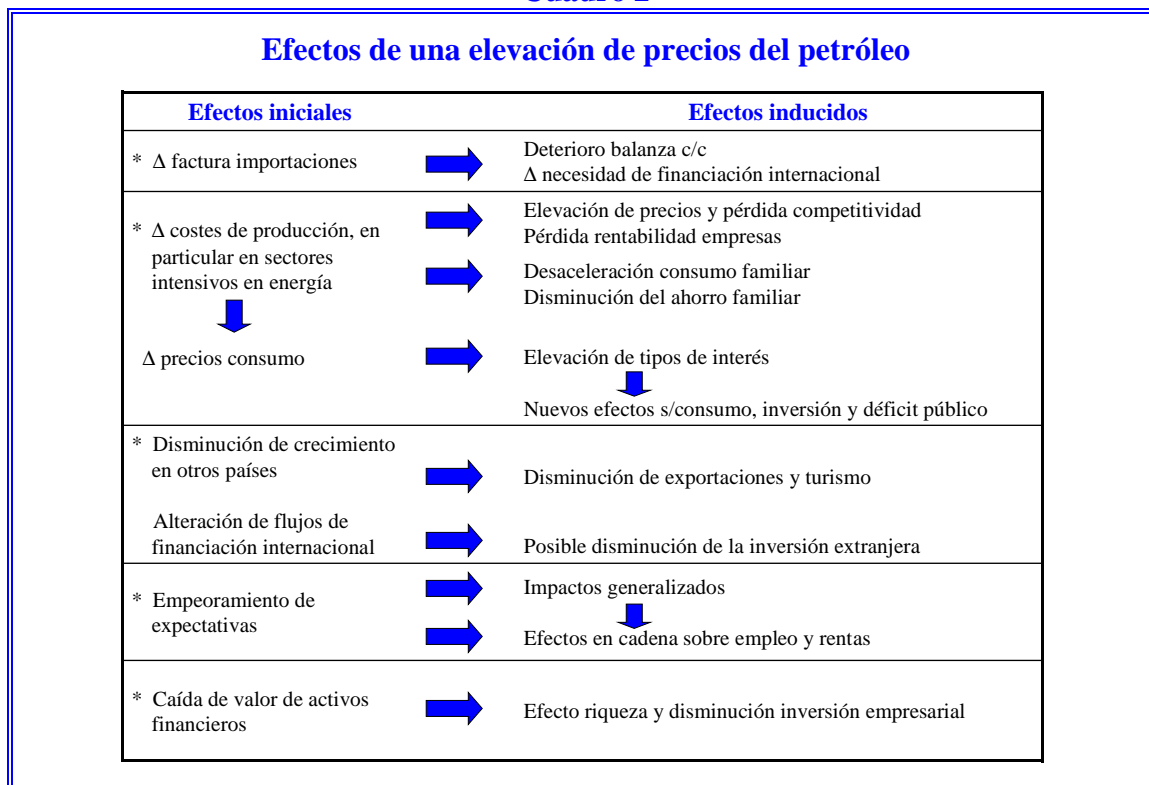 Cuadro 2
Efectos de una elevación de precios del petróleo
Efectos iniciales
Efectos inducidos
* Δ factura importaciones
Deterioro balanza c/c
Δ necesidad de financiación internacional
* Δ costes de producción, en
particular en sectores
intensivos en energía
Elevación de precios y pérdida competitividad
Pérdida rentabilidad empresas
Desaceleración consumo familiar
Disminución del ahorro familiar
Δ precios consumo
Elevación de tipos de interés
Nuevos efectos s/consumo, inversión y déficit público
* Disminución de crecimiento
en otros países
Disminución de exportaciones y turismo
Alteración de flujos de
financiación internacional
Posible disminución de la inversión extranjera
* Empeoramiento de
expectativas
Impactos generalizados
Efectos en cadena sobre empleo y rentas
* Caída de valor de activos
financieros
Efecto riqueza y disminución inversión empresarial